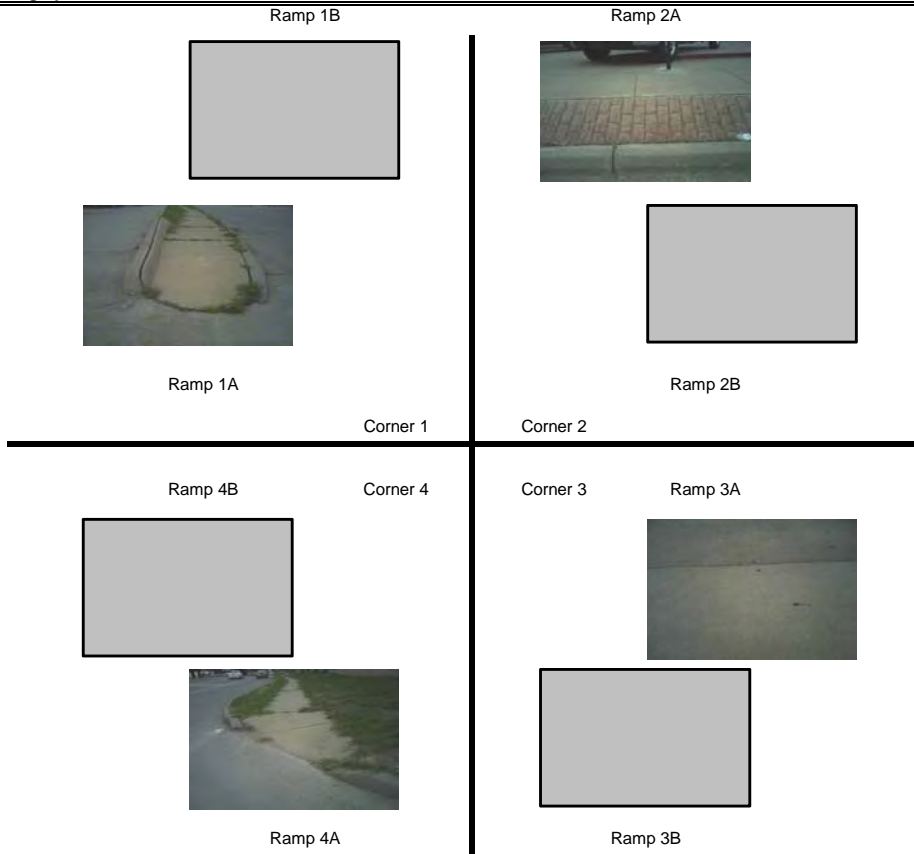 Ramp 1B
Ramp 2A
Ramp 1A
Ramp 2B
Corner 1
Corner 2
Ramp 4B
Corner 4
Corner 3
Ramp 3A
Ramp 4A
Ramp 3B